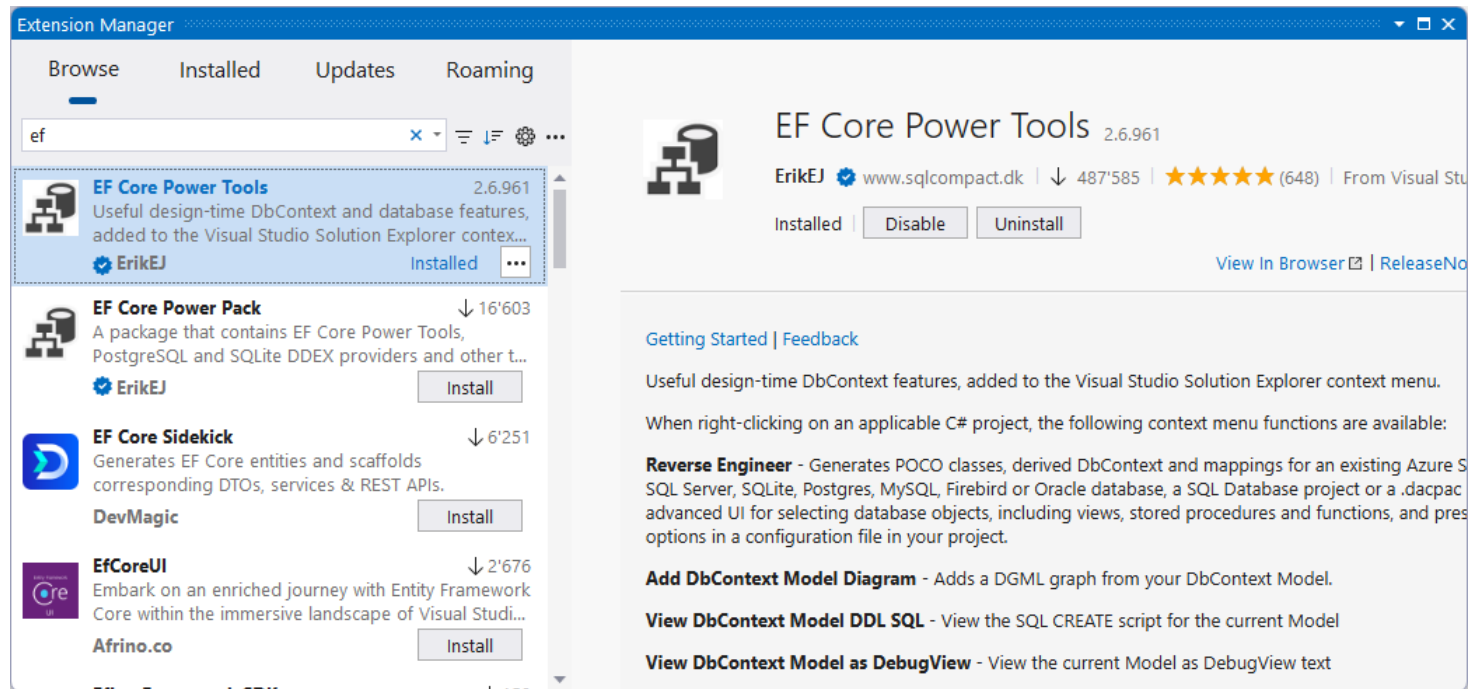 Extension Manager
Browse Installed Updates Roaming
ef
EF Core Power Tools 2.6.961
Useful design-time DbContext and database features,
added to the Visual Studio Solution Explorer contex...
ErikEJ Installed
EF Core Power Pack 16'603
A package that contains EF Core Power Tools,
PostgreSQL and SQLite DDEX providers and other t...
ErikEJ Install
EF Core Sidekick 6'251
Generates EF Core entities and scaffolds
corresponding DTOs, services & REST APIs.
DevMagic Install
EfCoreUI 2'676
Embark on an enriched journey with Entity Framework
Core within the immersive landscape of Visual Studi...
Afrino.co Install
EF Core Power Tools 2.6.961
ErikEJ www.sqlcompact.dk 487'585 (648) From Visual Stu
Installed Disable Uninstall
View In Browser | ReleaseNo
Getting Started | Feedback
Useful design-time DbContext features, added to the Visual Studio Solution Explorer context menu.
When right-clicking on an applicable C# project, the following context menu functions are available:
Reverse Engineer - Generates POCO classes, derived DbContext and mappings for an existing Azure S
SQL Server, SQLite, Postgres, MySQL, Firebird or Oracle database, a SQL Database project or a .dacpac
advanced UI for selecting database objects, including views, stored procedures and functions, and pres
options in a configuration file in your project.
Add DbContext Model Diagram - Adds a DGML graph from your DbContext Model.
View DbContext Model DDL SQL - View the SQL CREATE script for the current Model
View DbContext Model as DebugView - View the current Model as DebugView text